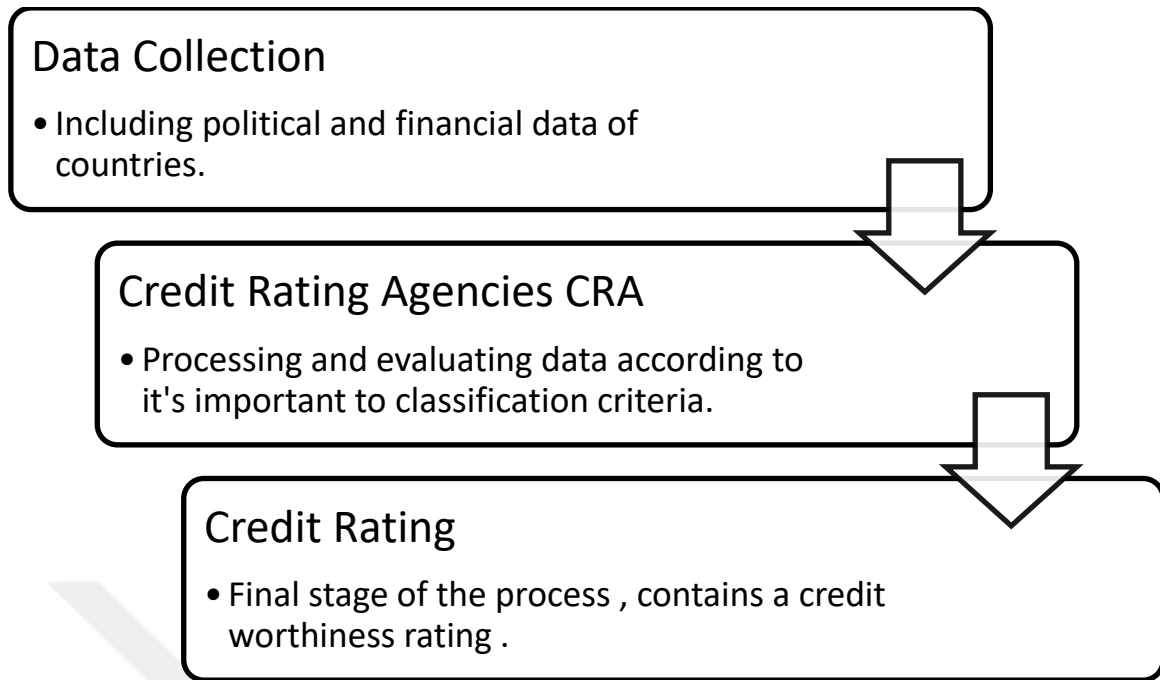 Data Collection
• Including political and financial data of
countries.
Credit Rating Agencies CRA
• Processing and evaluating data according to
it's important to classification criteria.
Credit Rating
• Final stage of the process , contains a credit
worthiness rating .